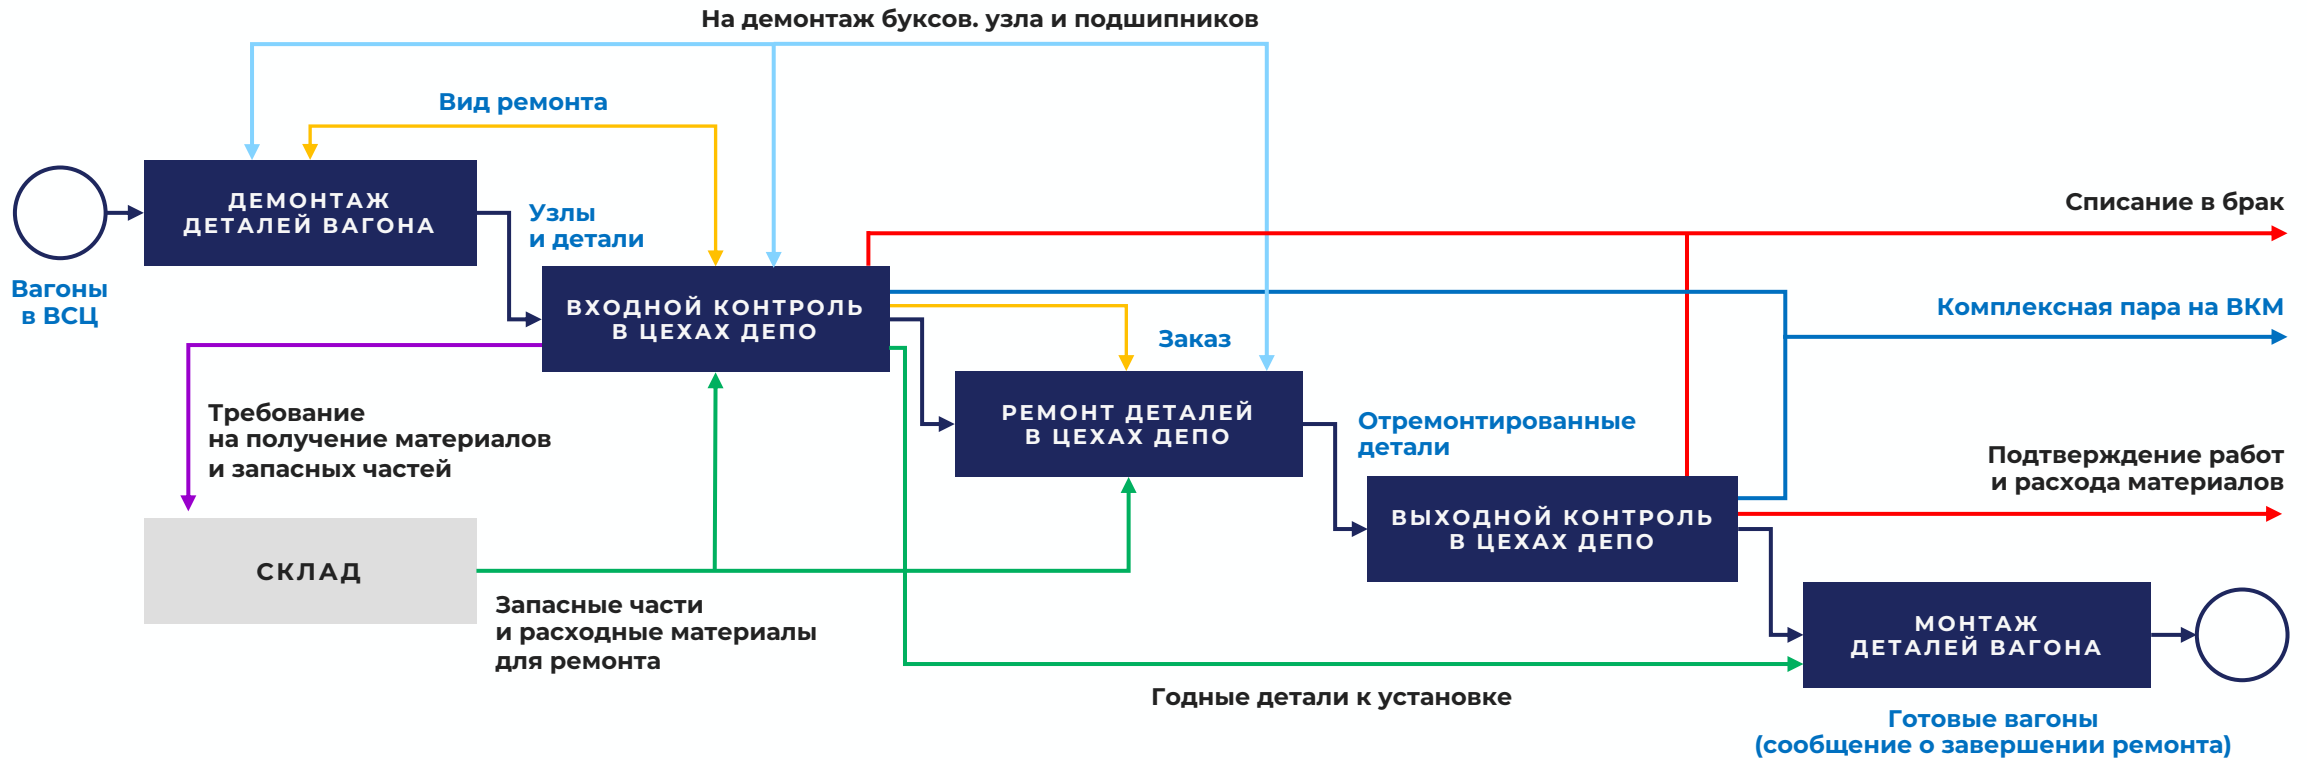 На демонтаж буксов. узла и подшипников
Вид ремонта
ДЕМОНТАЖ
ДЕТАЛЕЙ ВАГОНА
Узлы
и детали
Списание в брак
Вагоны
в ВСЦ
ВХОДНОЙ КОНТРОЛЬ
В ЦЕХАХ ДЕПО
Комплексная пара на ВКМ
Заказ
Требование
на получение материалов
и запасных частей
РЕМОНТ ДЕТАЛЕЙ
В ЦЕХАХ ДЕПО
Отремонтированные
детали
Подтверждение работ
и расхода материалов
ВЫХОДНОЙ КОНТРОЛЬ
В ЦЕХАХ ДЕПО
СКЛАД
Запасные части
и расходные материалы
для ремонта
МОНТАЖ
ДЕТАЛЕЙ ВАГОНА
Годные детали к установке
Готовые вагоны
(сообщение о завершении ремонта)